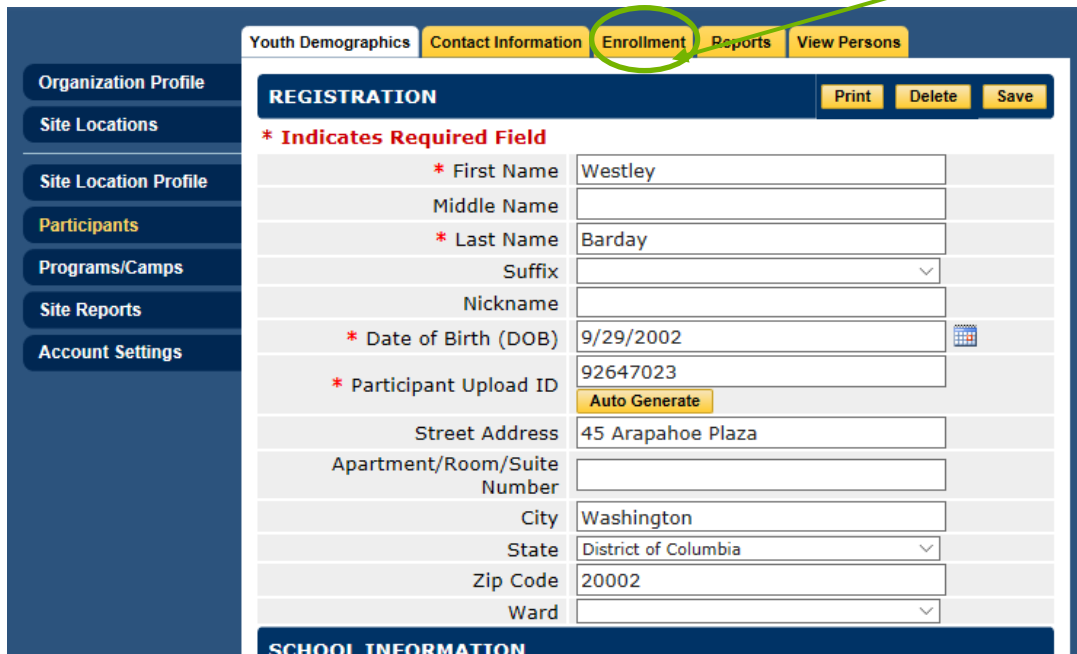 Youth Demographics Contact Information Enrollment Reports View Persons
Organization Profile
Site Locations
Site Location Profile
Participants
Programs/Camps
Site Reports
Account Settings
REGISTRATION Print Delete Save
* Indicates Required Field
* First Name Westley
Middle Name
* Last Name Barday
Suffix
Nickname
* Date of Birth (DOB) 9/29/2002
* Participant Upload ID 92647023
Auto Generate
Street Address 45 Arapahoe Plaza
Apartment/Room/Suite
Number
City Washington
State District of Columbia
Zip Code 20002
Ward
SCHOOL INFORMATION